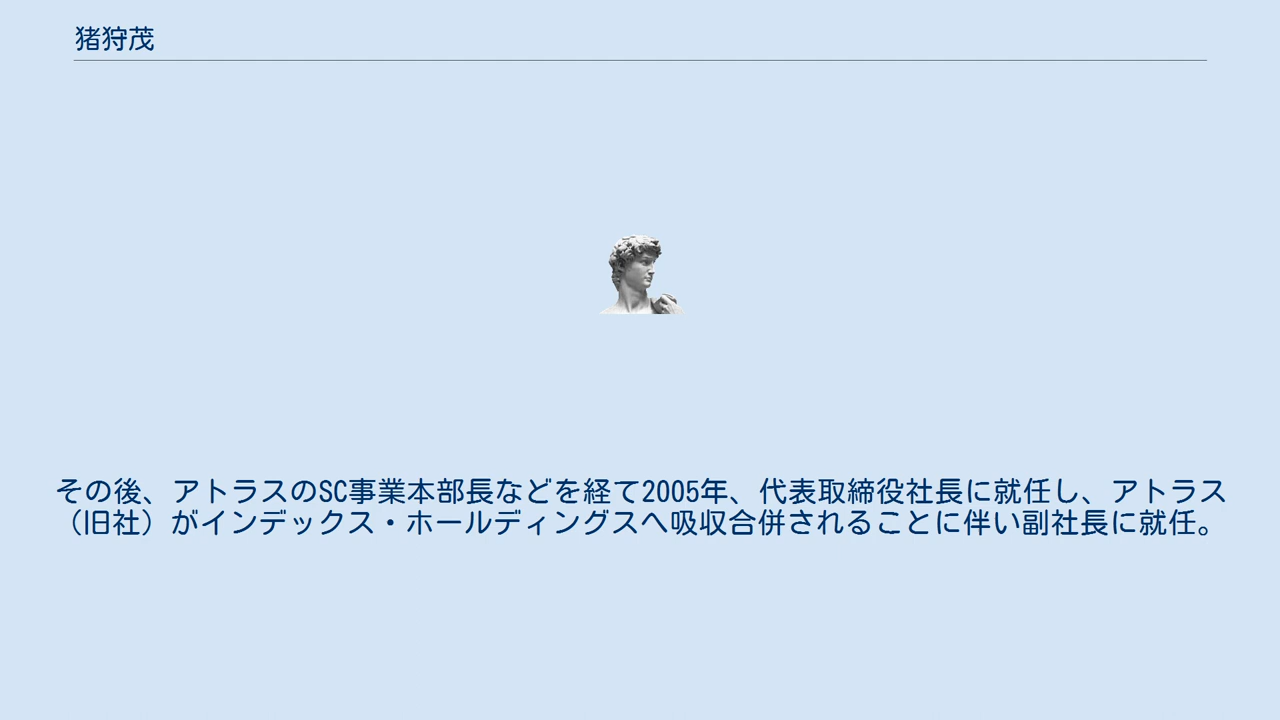 猪狩茂
その後、アトラスのSC事業本部長などを経て2005年、代表取締役社長に就任し、アトラス
（旧社）がインデックス・ホールディングスへ吸収合併されることに伴い副社長に就任。